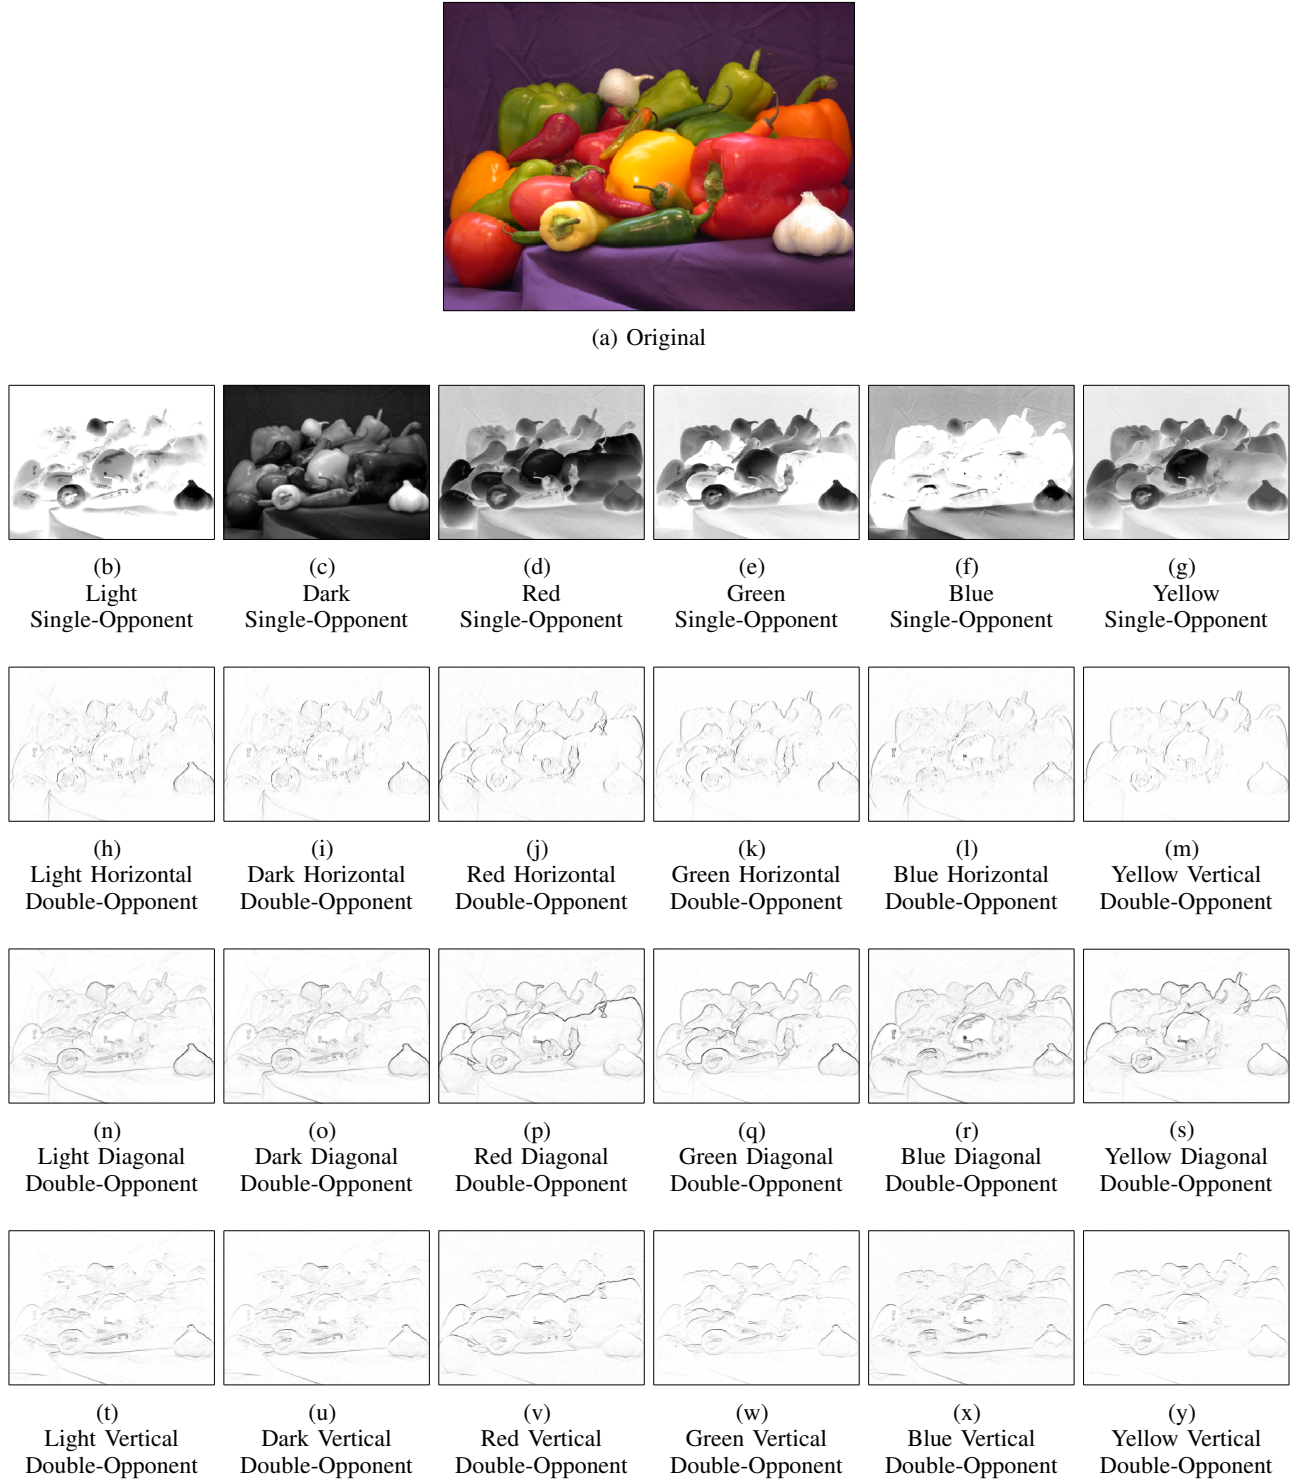 (a) Original
(b)
Light
Single-Opponent
(c)
Dark
Single-Opponent
(d)
Red
Single-Opponent
(e)
Green
Single-Opponent
(f)
Blue
Single-Opponent
(g)
Yellow
Single-Opponent
(h)
Light Horizontal
Double-Opponent
(i)
Dark Horizontal
Double-Opponent
(j)
Red Horizontal
Double-Opponent
(k)
Green Horizontal
Double-Opponent
(l)
Blue Horizontal
Double-Opponent
(m)
Yellow Vertical
Double-Opponent
(n)
Light Diagonal
Double-Opponent
(o)
Dark Diagonal
Double-Opponent
(p)
Red Diagonal
Double-Opponent
(q)
Green Diagonal
Double-Opponent
(r)
Blue Diagonal
Double-Opponent
(s)
Yellow Diagonal
Double-Opponent
(t)
Light Vertical
Double-Opponent
(u)
Dark Vertical
Double-Opponent
(v)
Red Vertical
Double-Opponent
(w)
Green Vertical
Double-Opponent
(x)
Blue Vertical
Double-Opponent
(y)
Yellow Vertical
Double-Opponent